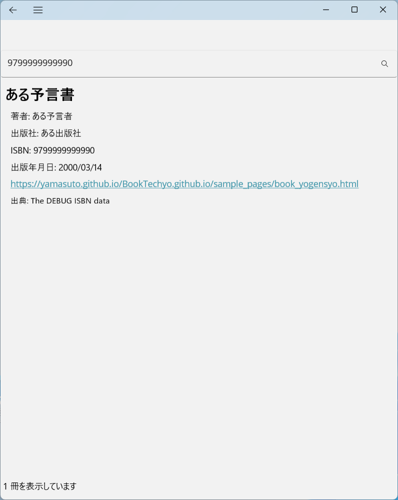 9799999999990
ある予言書
著者: ある予言者
出版社: ある出版社
ISBN: 9799999999990
出版年月日: 2000/03/14
https://yamasuto.github.io/BookTechyo.github.io/sample_pages/book_yogensyo.html
出典: The DEBUG ISBN data
1 冊を表示しています